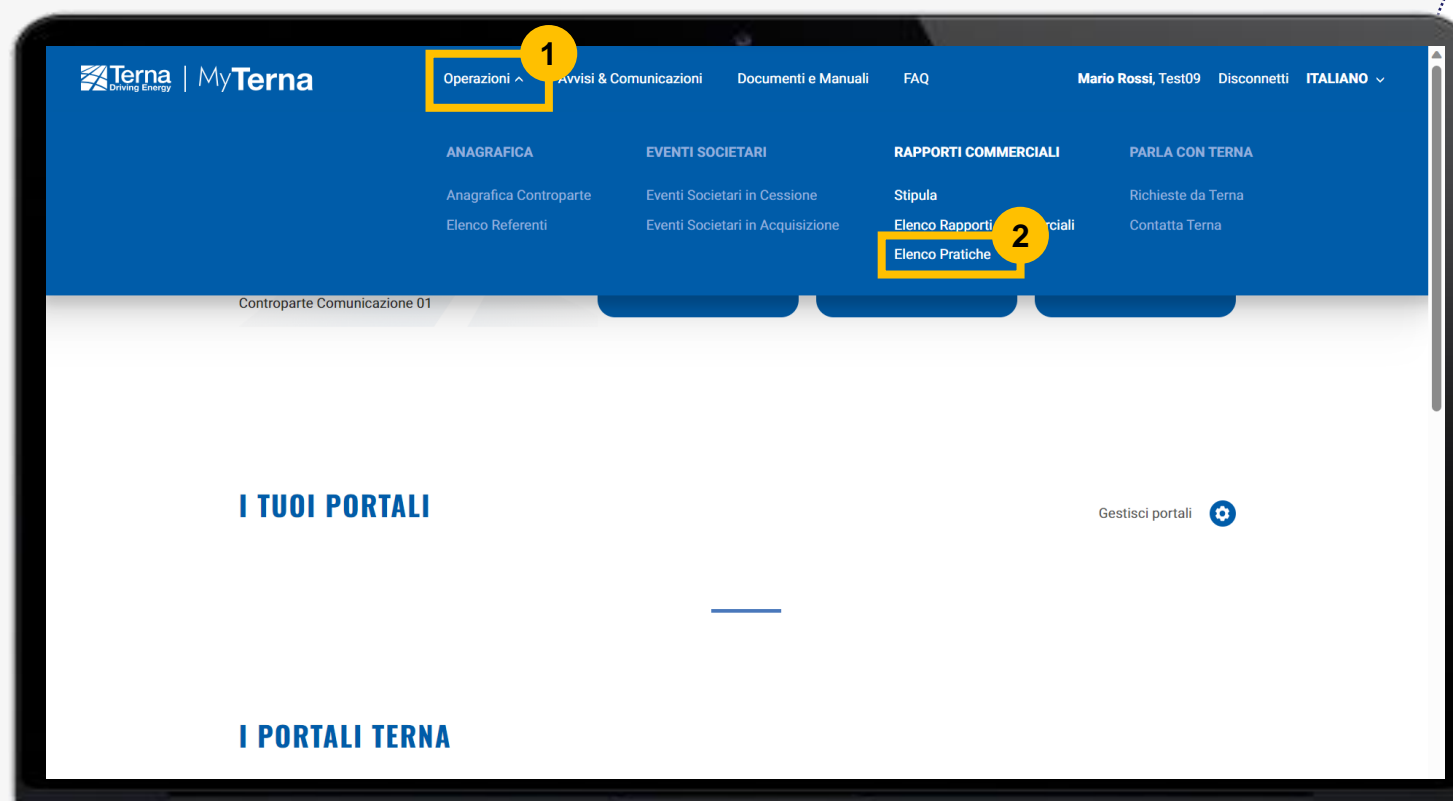 Terna Driving Energy | MyTerna
Operazioni Avvisi & Comunicazioni Documenti e Manuali FAQ Mario Rossi, Test09 Disconnetti ITALIANO
1
ANAGRAFICA EVENTI SOCIETARI RAPPORTI COMMERCIALI PARLA CON TERNA
Anagrafica Controparte Eventi Societari in Cessione Stipula Richieste da Terna
Elenco Referenti Eventi Societari in Acquisizione Elenco Rapporti rciali Contatta Terna
2
Elenco Pratiche
Controparte Comunicazione 01
I TUOI PORTALI
Gestisci portali
I PORTALI TERNA